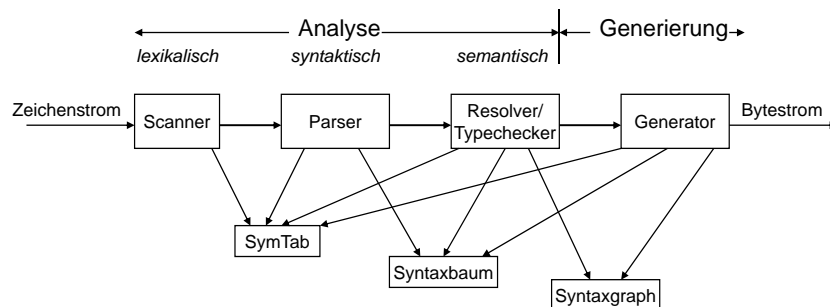 Analyse
Generierung
lexikalisch
syntaktisch
semantisch
Zeichenstrom
Scanner
Parser
Resolver/
Typechecker
Generator
Bytestrom
SymTab
Syntaxbaum
Syntaxgraph